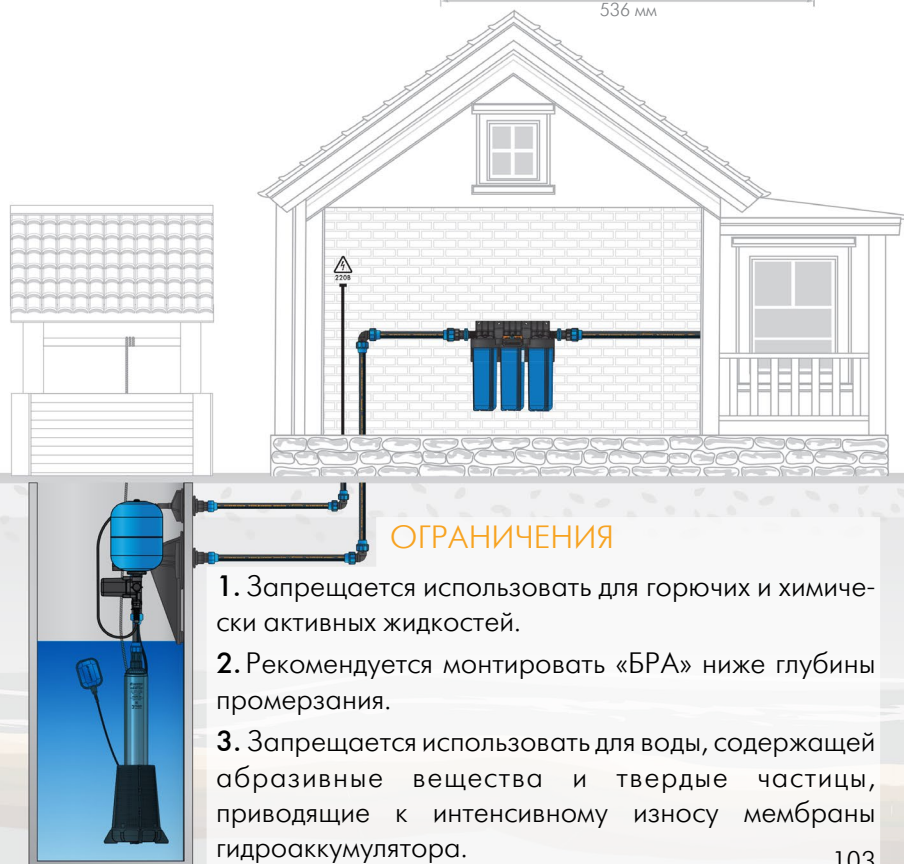 536 мм
220В
ОГРАНИЧЕНИЯ
1. Запрещается использовать для горючих и химиче-
ски активных жидкостей.
2. Рекомендуется монтировать «БРА» ниже глубины
промерзания.
3. Запрещается использовать для воды, содержащей
абразивные вещества и твердые частицы,
приводящие к интенсивному износу мембраны
гидроаккумулятора.
103